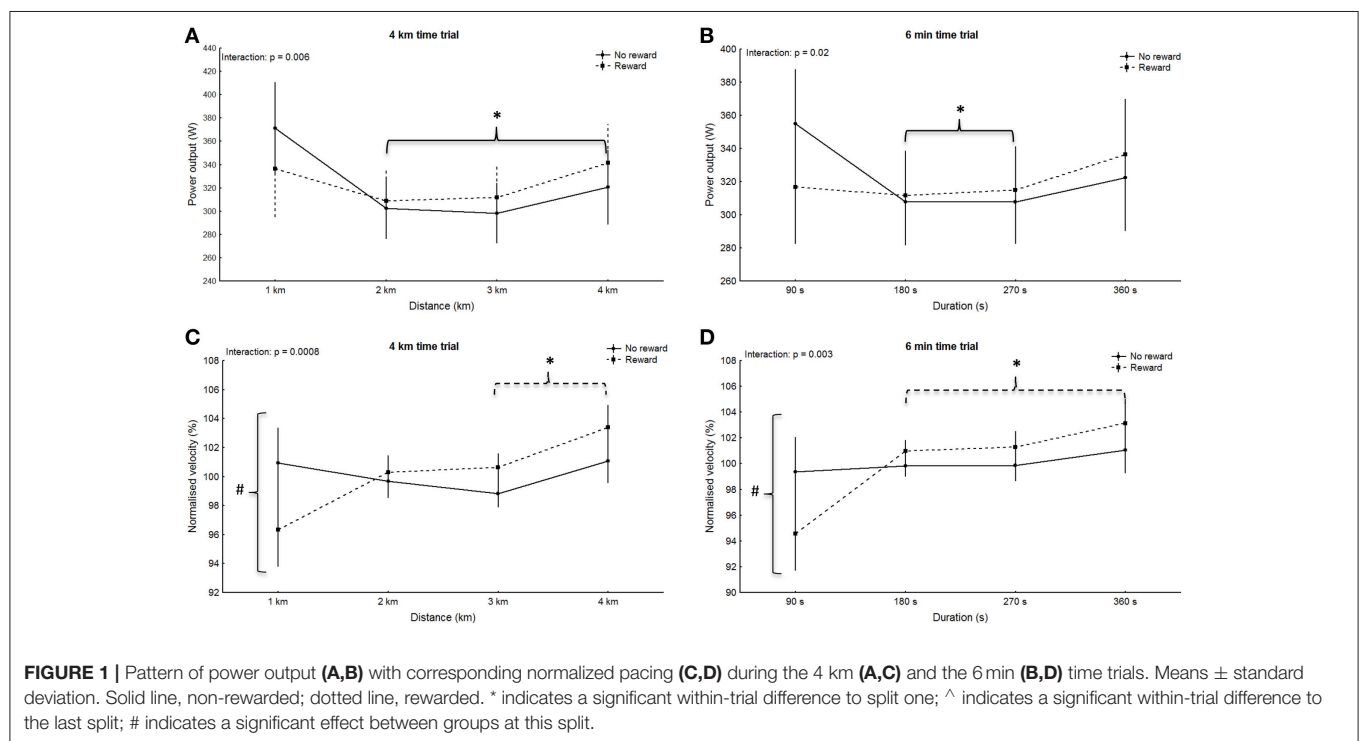 A
4 km time trial
Interaction: p = 0.006
No reward
Reward
*
440
420
400
380
360
340
320
300
280
260
240
Power output (W)
1 km
2 km
3 km
4 km
Distance (km)
B
6 min time trial
Interaction: p = 0.02
No reward
Reward
*
400
380
360
340
320
300
280
260
Power output (W)
90 s
180 s
270 s
360 s
Duration (s)
C
4 km time trial
Interaction: p = 0.0008
No reward
Reward
*
#
108
106
104
102
100
98
96
94
92
Normalised velocity (%)
1 km
2 km
3 km
4 km
Distance (km)
D
6 min time trial
Interaction: p = 0.003
No reward
Reward
*
#
108
106
104
102
100
98
96
94
92
90
Normalised velocity (%)
90 s
180 s
270 s
360 s
Duration (s)
FIGURE 1 | Pattern of power output (A,B) with corresponding normalized pacing (C,D) during the 4 km (A,C) and the 6 min (B,D) time trials. Means ± standard
deviation. Solid line, non-rewarded; dotted line, rewarded. * indicates a significant within-trial difference to split one; ^ indicates a significant within-trial difference to
the last split; # indicates a significant effect between groups at this split.